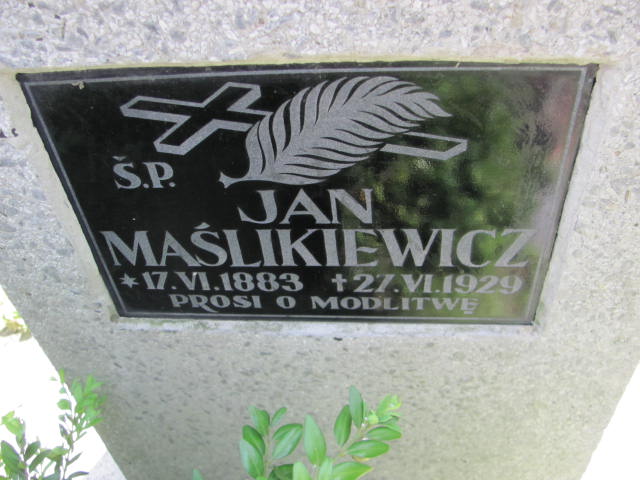 Ś.P.
JAN
MAŚLIKIEWICZ
*17.VI.1883 †27.VI.1929
PROSI O MODLITWĘ